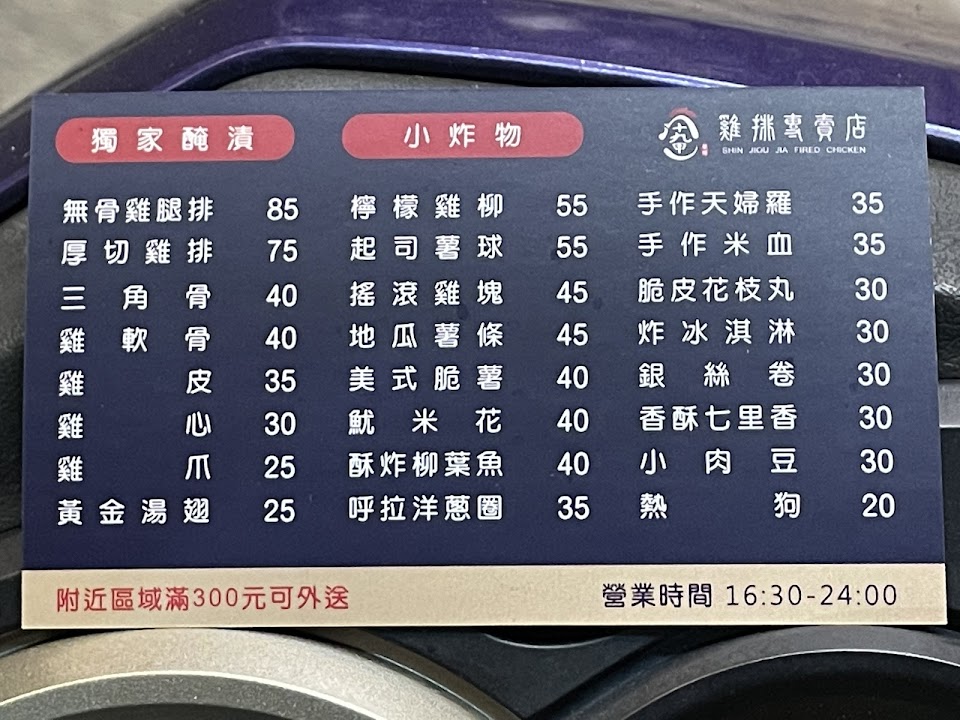 獨家醃漬
無骨雞腿排 85
厚切雞排 75
三角骨 40
雞軟骨 40
雞皮 35
雞心 30
雞爪 25
黃金湯翅 25
小炸物
檸檬雞柳 55
起司薯球 55
搖滾雞塊 45
地瓜薯條 45
美式脆薯 40
魷米花 40
酥炸柳葉魚 40
呼拉洋蔥圈 35
雞排專賣店
SHIN JIOU JIA FIRED CHICKEN
手作天婦羅 35
手作米血 35
脆皮花枝丸 30
炸冰淇淋 30
銀絲卷 30
香酥七里香 30
小肉豆 30
熱狗 20
附近區域滿300元可外送
營業時間 16:30-24:00